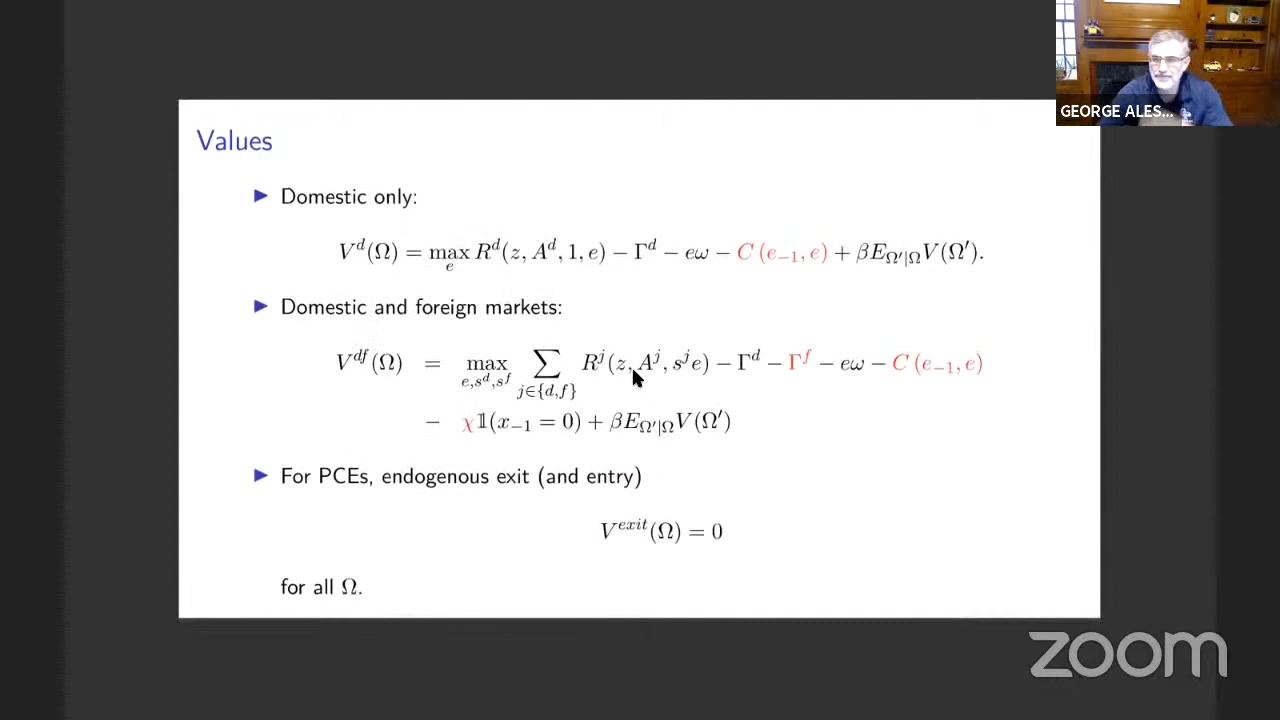 GEORGE ALES...
Values
▶ Domestic only:
V^d(Ω) = max_e R^d(z, A^d, 1, e) − Γ^d − eω − C (e_{−1}, e) + βE_{Ω′|Ω}V(Ω′).
▶ Domestic and foreign markets:
V^{df}(Ω) = max_{e,s^d,s^f} ∑_{j∈{d,f}} R^j(z, A^j, s^j e) − Γ^d − Γ^f − eω − C (e_{−1}, e)
− χ𝟙(x_{−1} = 0) + βE_{Ω′|Ω}V(Ω′)
▶ For PCEs, endogenous exit (and entry)
V^{exit}(Ω) = 0
for all Ω.
zoom